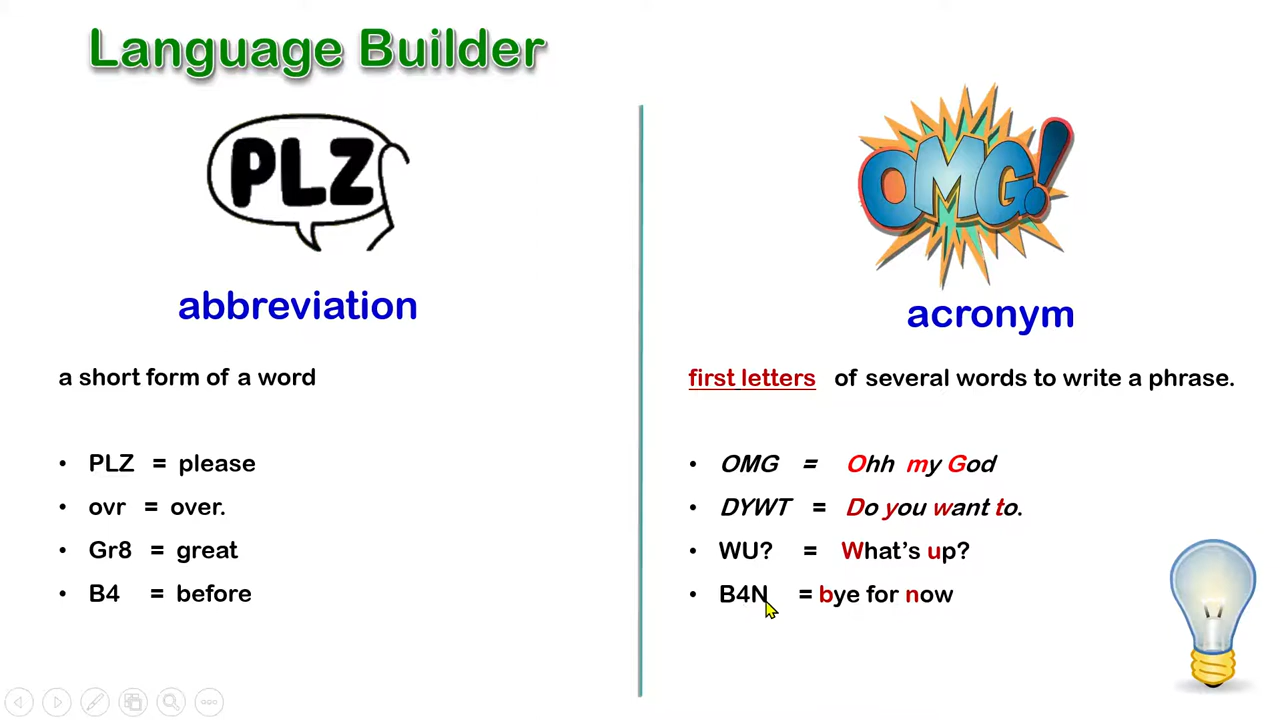 Language Builder
PLZ
abbreviation
a short form of a word
• PLZ = please
• ovr = over.
• Gr8 = great
• B4 = before
OMG!
acronym
first letters of several words to write a phrase.
• OMG = Ohh my God
• DYWT = Do you want to.
• WU? = What's up?
• B4N = bye for now